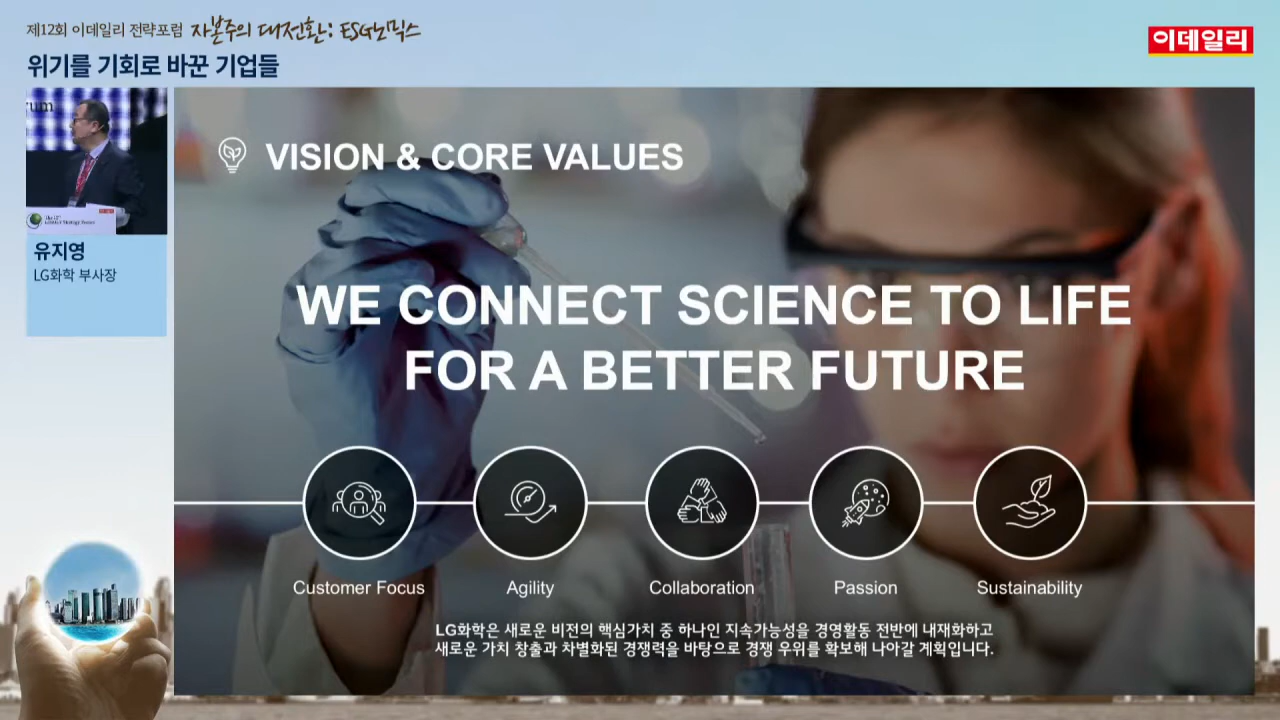 제12회 이데일리 전략포럼 자본주의 대전환: ESG노믹스
이데일리
위기를 기회로 바꾼 기업들
rum
유지영
LG화학 부사장
VISION & CORE VALUES
WE CONNECT SCIENCE TO LIFE
FOR A BETTER FUTURE
Customer Focus
Agility
Collaboration
Passion
Sustainability
LG화학은 새로운 비전의 핵심가치 중 하나인 지속가능성을 경영활동 전반에 내재화하고
새로운 가치 창출과 차별화된 경쟁력을 바탕으로 경쟁 우위를 확보해 나아갈 계획입니다.